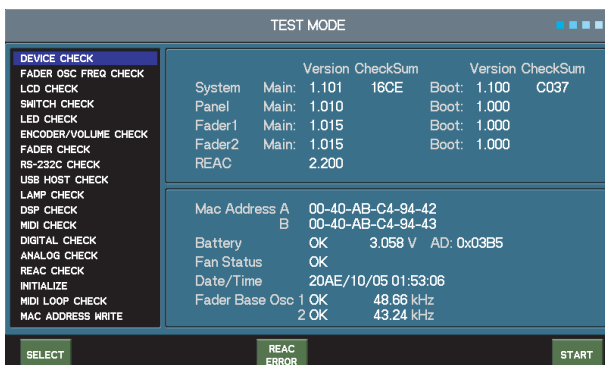 TEST MODE
DEVICE CHECK
FADER OSC FREQ CHECK
LCD CHECK
SWITCH CHECK
LED CHECK
ENCODER/VOLUME CHECK
FADER CHECK
RS-232C CHECK
USB HOST CHECK
LAMP CHECK
DSP CHECK
MIDI CHECK
DIGITAL CHECK
ANALOG CHECK
REAC CHECK
INITIALIZE
MIDI LOOP CHECK
MAC ADDRESS WRITE
Version CheckSum Version CheckSum
System Main: 1.101 16CE Boot: 1.100 C037
Panel Main: 1.010 Boot: 1.000
Fader1 Main: 1.015 Boot: 1.000
Fader2 Main: 1.015 Boot: 1.000
REAC 2.200
Mac Address A 00-40-AB-C4-94-42
B 00-40-AB-C4-94-43
Battery OK 3.058 V AD: 0x03B5
Fan Status OK
Date/Time 20AE/10/05 01:53:06
Fader Base Osc 1 OK 48.66 kHz
2 OK 43.24 kHz
SELECT
REAC
ERROR
START